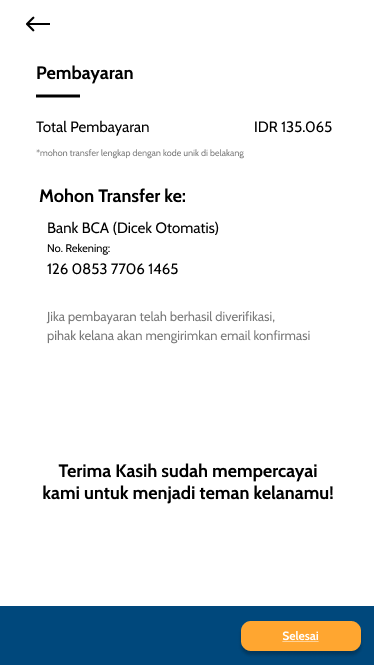 Pembayaran
Total Pembayaran IDR 135.065
*mohon transfer lengkap dengan kode unik di belakang
Mohon Transfer ke:
Bank BCA (Dicek Otomatis)
No. Rekening:
126 0853 7706 1465
Jika pembayaran telah berhasil diverifikasi,
pihak kelana akan mengirimkan email konfirmasi
Terima Kasih sudah mempercayai
kami untuk menjadi teman kelanamu!
Selesai